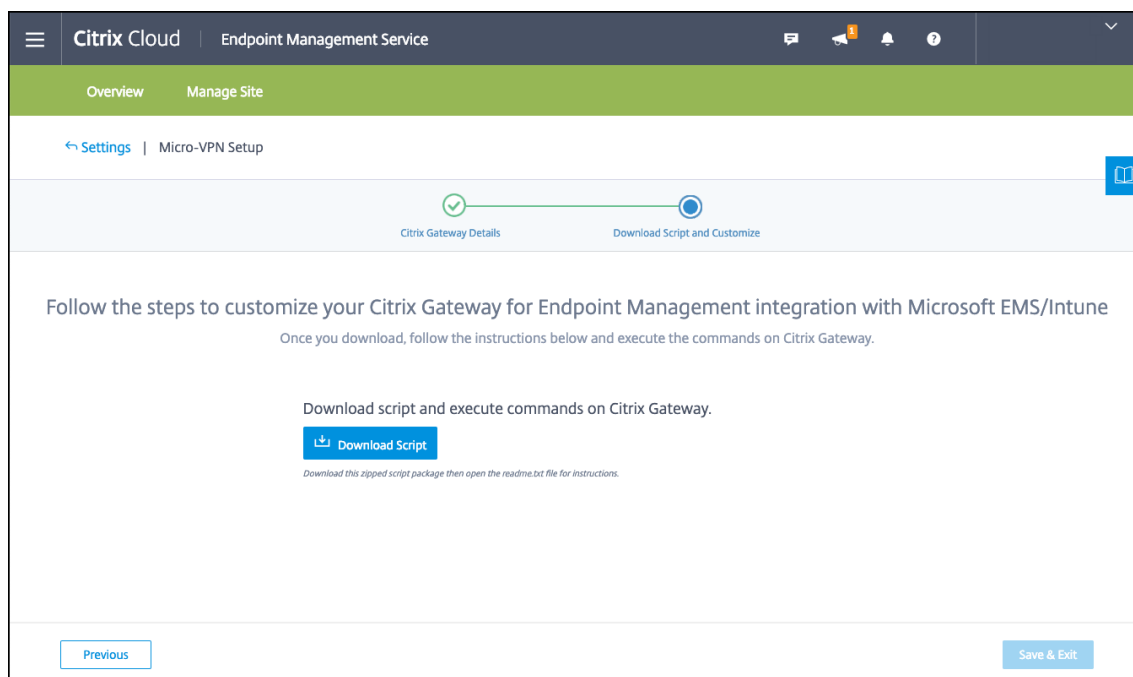 Citrix Cloud | Endpoint Management Service 1 ?
Overview Manage Site
Settings | Micro-VPN Setup
Citrix Gateway Details Download Script and Customize
Follow the steps to customize your Citrix Gateway for Endpoint Management integration with Microsoft EMS/Intune
Once you download, follow the instructions below and execute the commands on Citrix Gateway.
Download script and execute commands on Citrix Gateway.
Download Script
Download this zipped script package then open the readme.txt file for instructions.
Previous Save & Exit